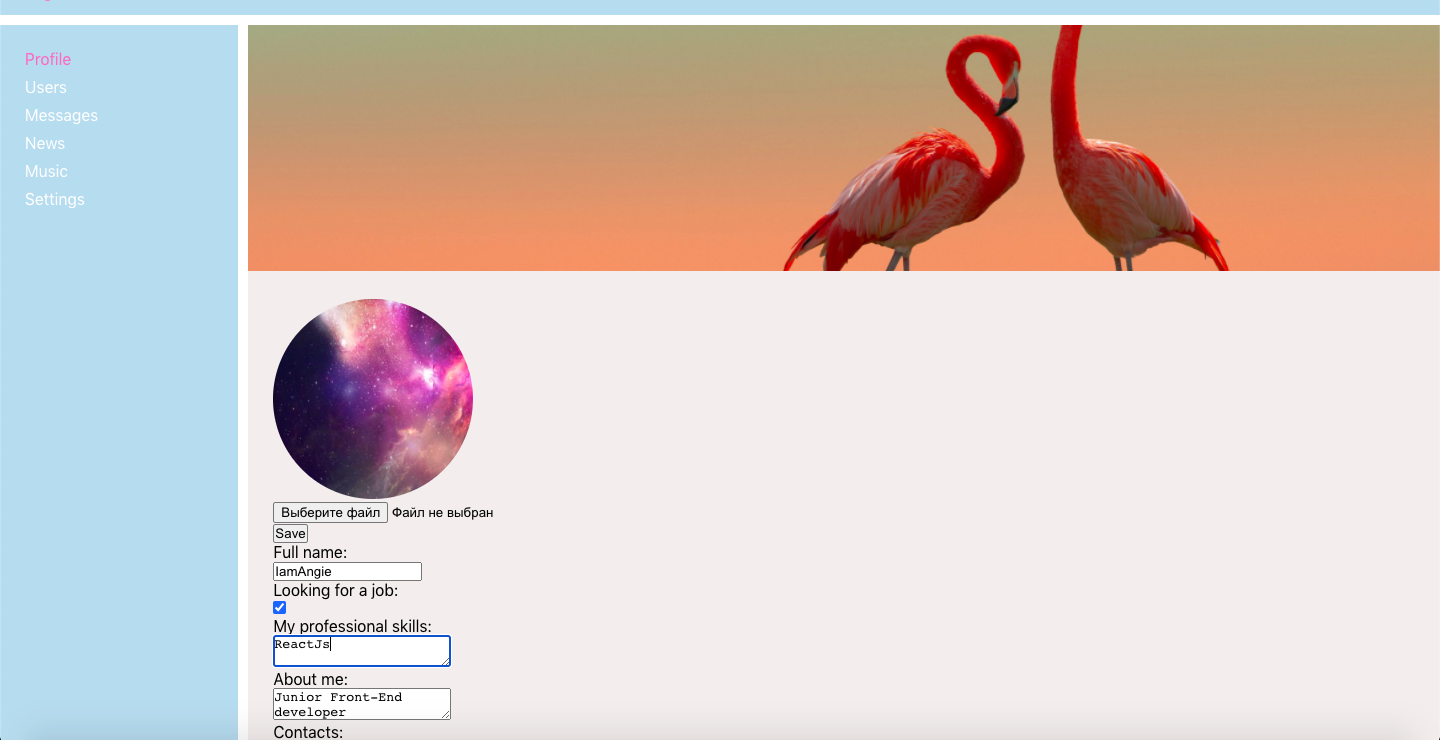 Profile
Users
Messages
News
Music
Settings
Выберите файл Файл не выбран
Save
Full name:
IamAngie
Looking for a job:
My professional skills:
ReactJs
About me:
Junior Front-End
developer
Contacts: